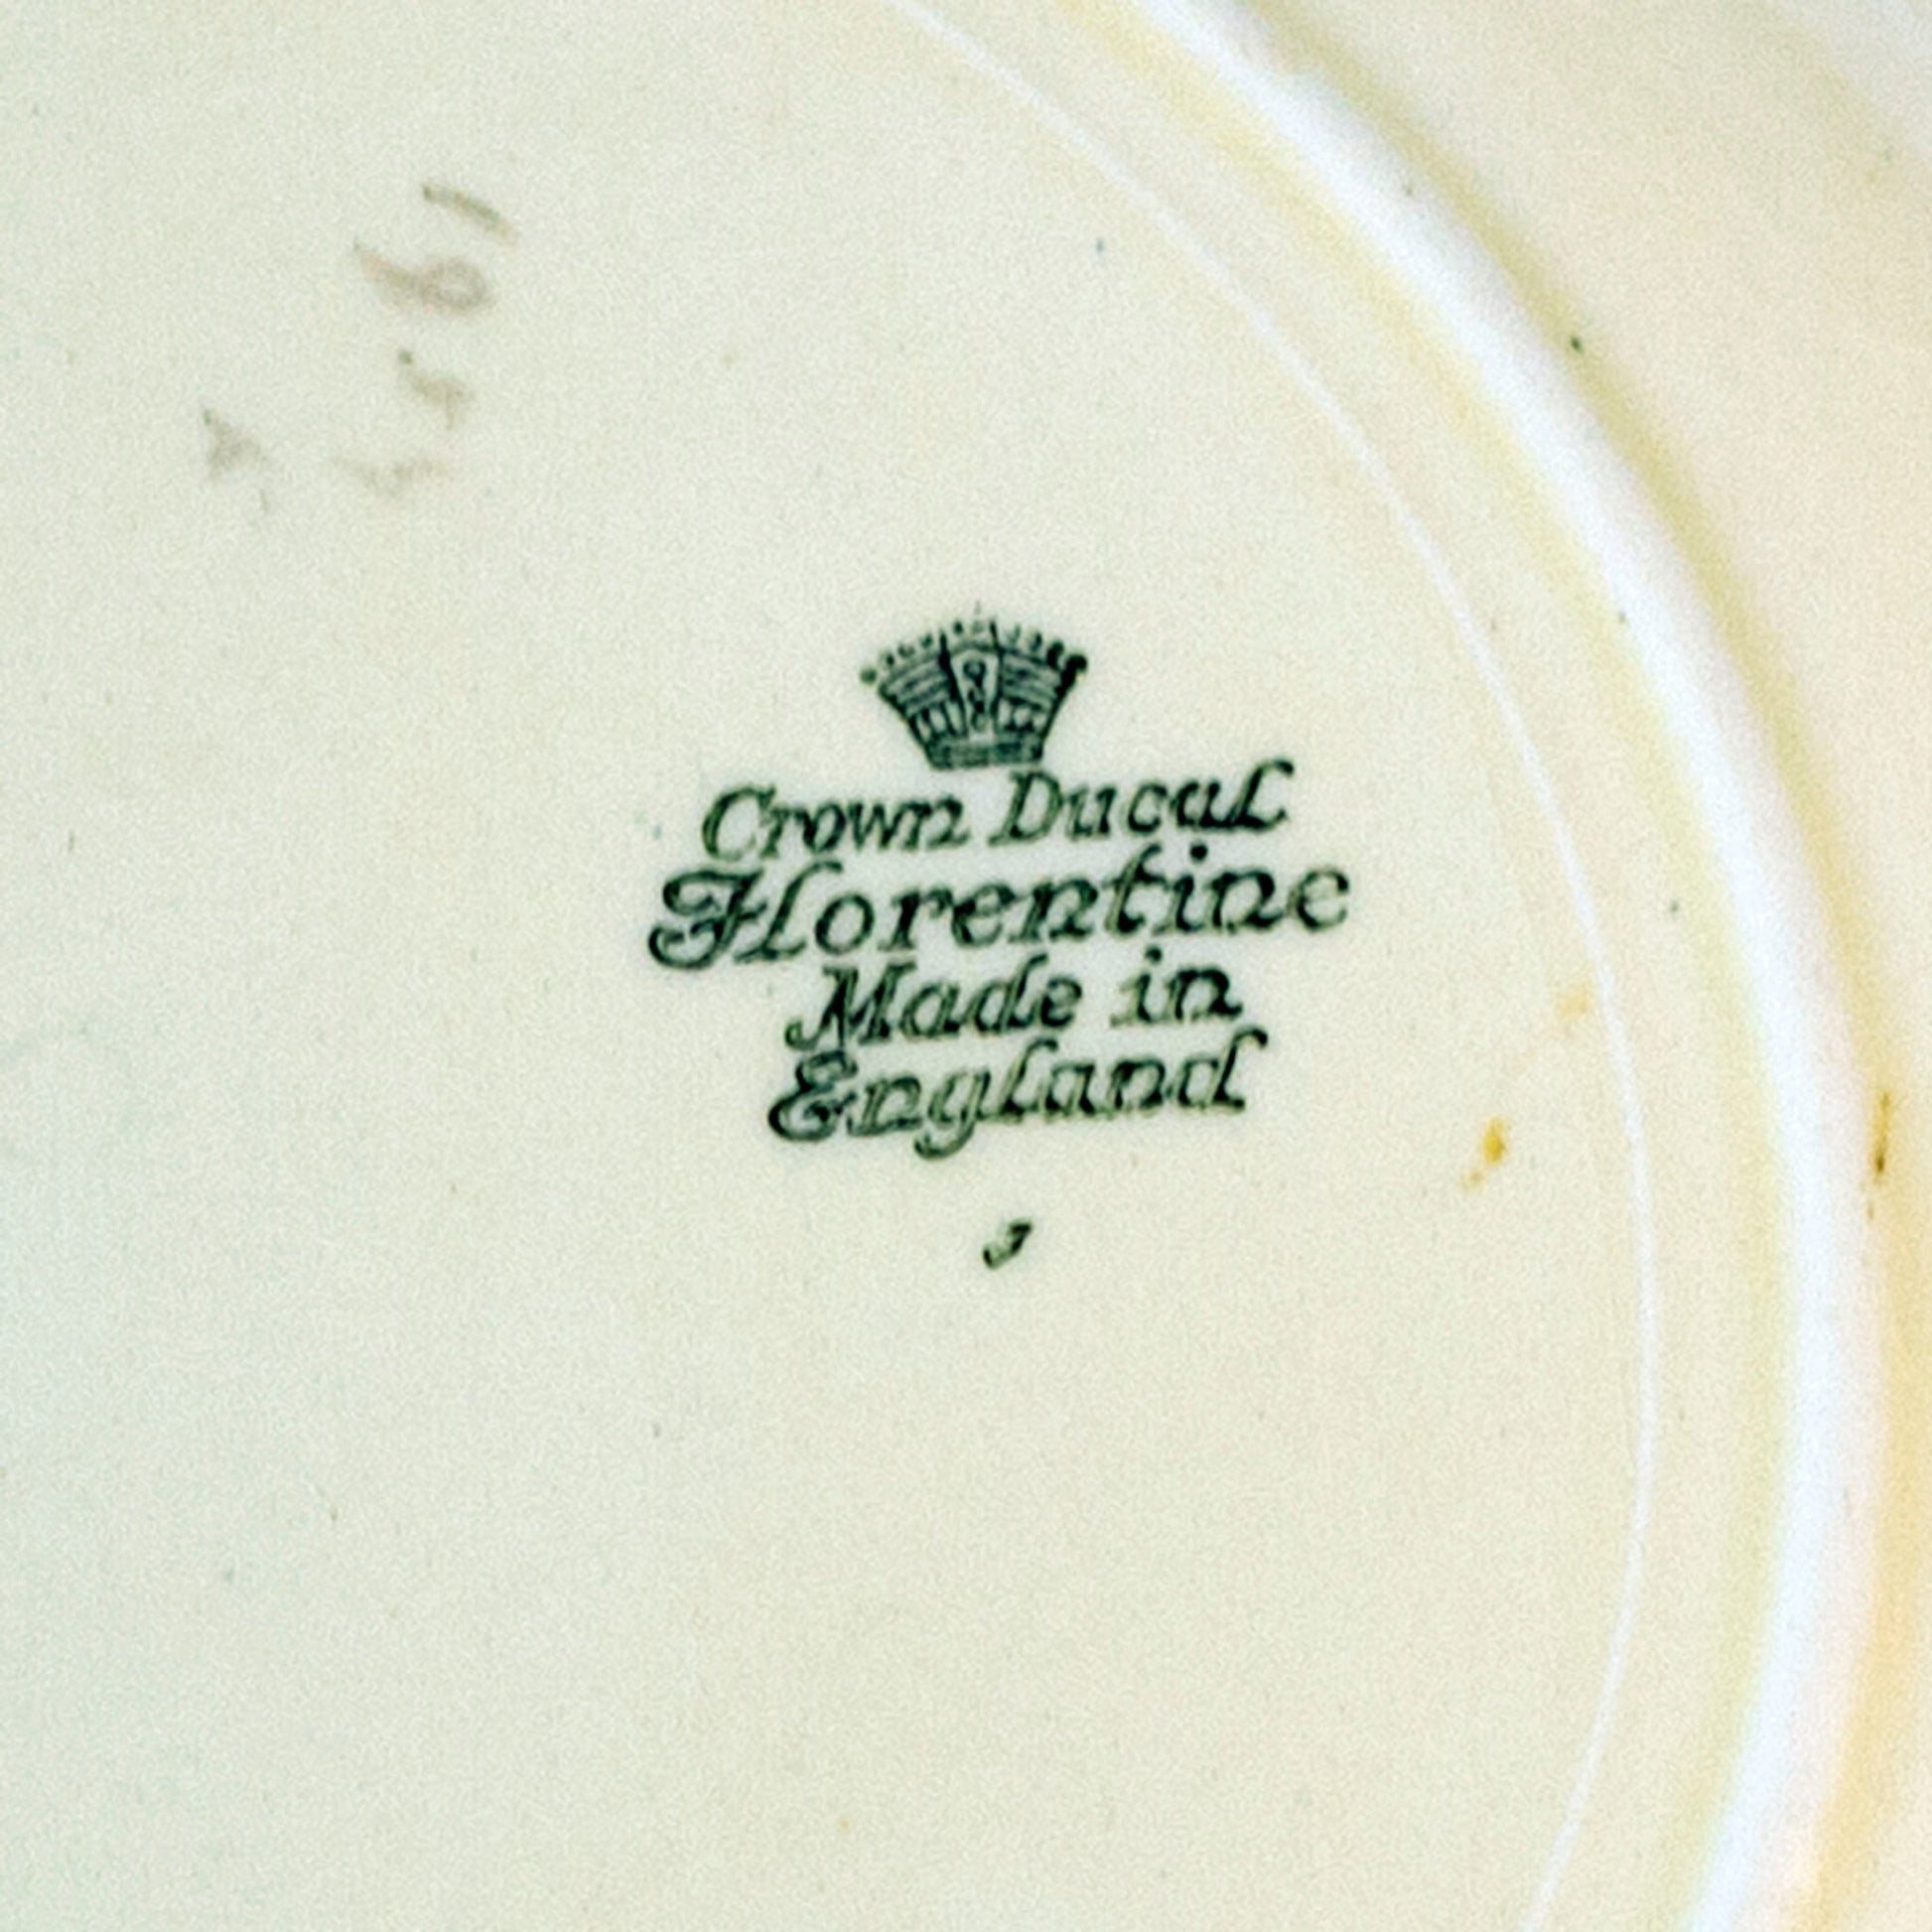 Crown Ducal
Florentine
Made in
England